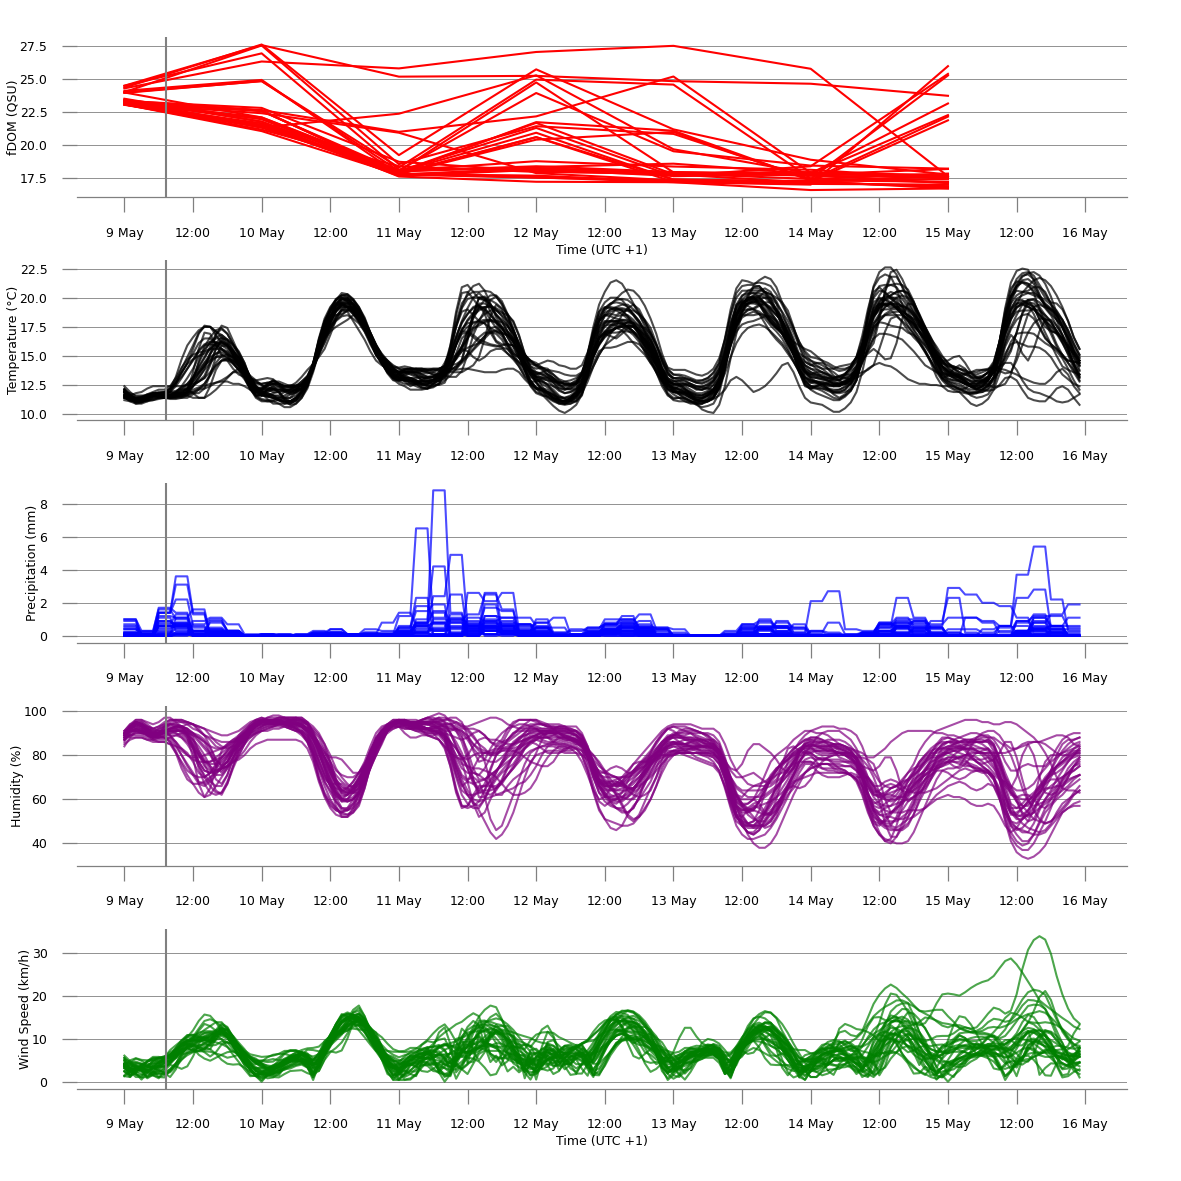 27.5
25.0
22.5
20.0
17.5
fDOM (QSU)
9 May 12:00 10 May 12:00 11 May 12:00 12 May 12:00 13 May 12:00 14 May 12:00 15 May 12:00 16 May
Time (UTC +1)
22.5
20.0
17.5
15.0
12.5
10.0
Temperature (°C)
9 May 12:00 10 May 12:00 11 May 12:00 12 May 12:00 13 May 12:00 14 May 12:00 15 May 12:00 16 May
8
6
4
2
0
Precipitation (mm)
9 May 12:00 10 May 12:00 11 May 12:00 12 May 12:00 13 May 12:00 14 May 12:00 15 May 12:00 16 May
100
80
60
40
Humidity (%)
9 May 12:00 10 May 12:00 11 May 12:00 12 May 12:00 13 May 12:00 14 May 12:00 15 May 12:00 16 May
30
20
10
0
Wind Speed (km/h)
9 May 12:00 10 May 12:00 11 May 12:00 12 May 12:00 13 May 12:00 14 May 12:00 15 May 12:00 16 May
Time (UTC +1)